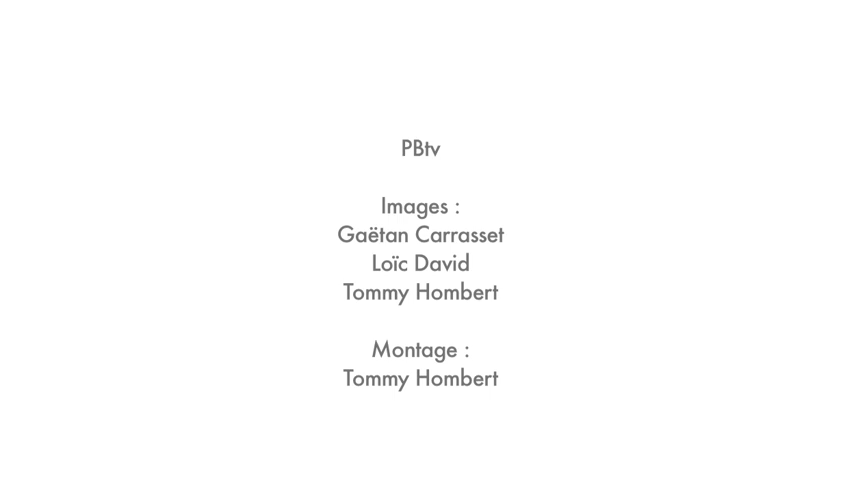 PBtv
Images :
Gaëtan Carrasset
Loïc David
Tommy Hombert
Montage :
Tommy Hombert